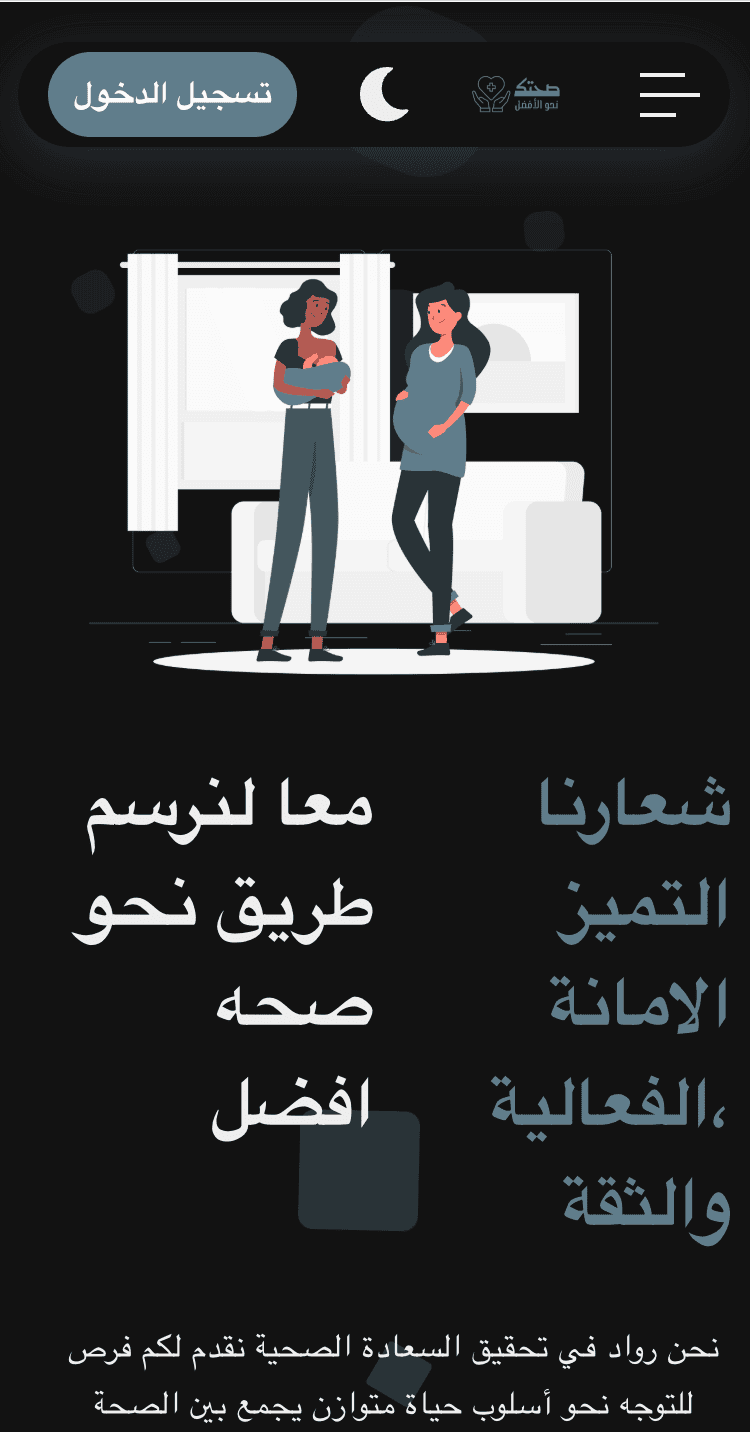 صحتك
نحو الأفضل
تسجيل الدخول
شعارنا
التميز
الامانة
،الفعالية
والثقة
معا لنرسم
طريق نحو
صحه
افضل
نحن رواد في تحقيق السعادة الصحية نقدم لكم فرص
للتوجه نحو أسلوب حياة متوازن يجمع بين الصحة